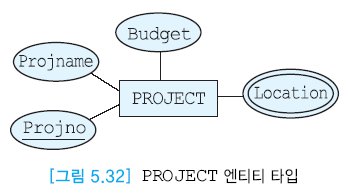 Budget
Projname
PROJECT
Location
Projno
[그림 5.32] PROJECT 엔티티 타입